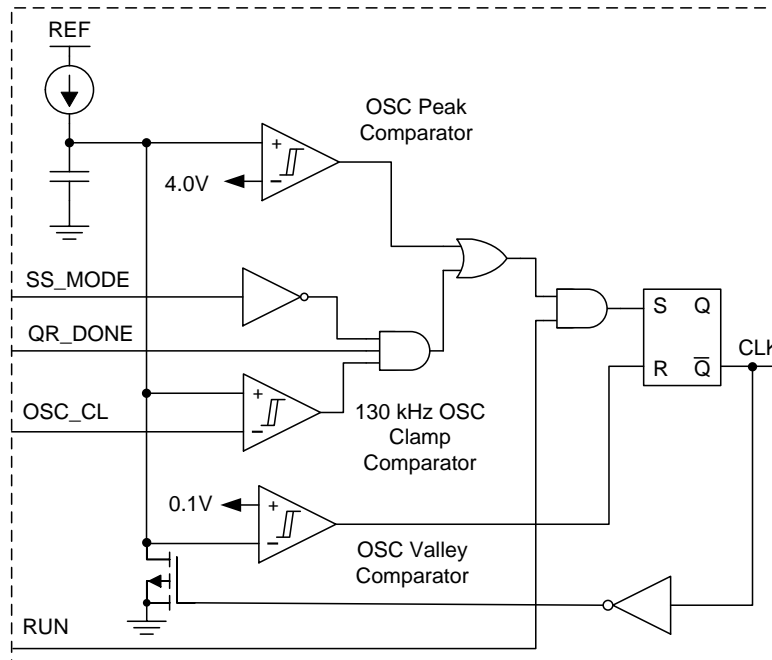 REF
OSC Peak
Comparator
+
4.0V
−
SS_MODE
QR_DONE
S Q
R Q̅
CLK
+
OSC_CL
−
130 kHz OSC
Clamp
Comparator
0.1V
+
−
OSC Valley
Comparator
RUN